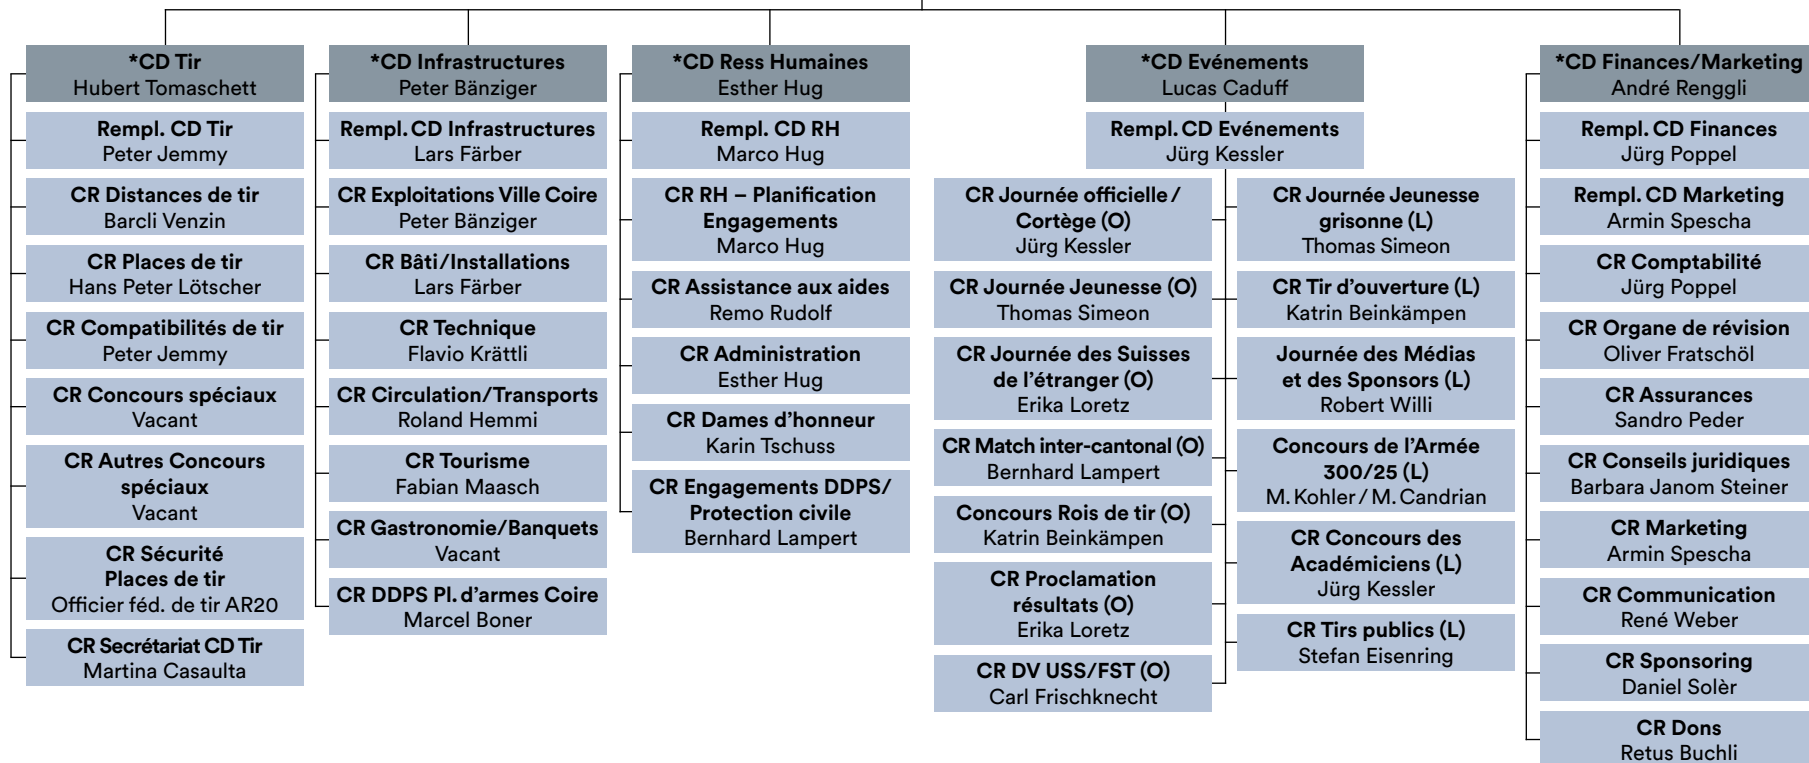 *CD Tir
Hubert Tomaschett
Rempl. CD Tir
Peter Jemmy
CR Distances de tir
Barcli Venzin
CR Places de tir
Hans Peter Lötscher
CR Compatibilités de tir
Peter Jemmy
CR Concours spéciaux
Vacant
CR Autres Concours
spéciaux
Vacant
CR Sécurité
Places de tir
Officier féd. de tir AR20
CR Secrétariat CD Tir
Martina Casaulta
*CD Infrastructures
Peter Bänziger
Rempl. CD Infrastructures
Lars Färber
CR Exploitations Ville Coire
Peter Bänziger
CR Bâti/Installations
Lars Färber
CR Technique
Flavio Krättli
CR Circulation/Transports
Roland Hemmi
CR Tourisme
Fabian Maasch
CR Gastronomie/Banquets
Vacant
CR DDPS Pl. d'armes Coire
Marcel Boner
*CD Ress Humaines
Esther Hug
Rempl. CD RH
Marco Hug
CR RH – Planification
Engagements
Marco Hug
CR Assistance aux aides
Remo Rudolf
CR Administration
Esther Hug
CR Dames d'honneur
Karin Tschuss
CR Engagements DDPS/
Protection civile
Bernhard Lampert
*CD Evénements
Lucas Caduff
Rempl. CD Evénements
Jürg Kessler
CR Journée officielle /
Cortège (O)
Jürg Kessler
CR Journée Jeunesse (O)
Thomas Simeon
CR Journée des Suisses
de l'étranger (O)
Erika Loretz
CR Match inter-cantonal (O)
Bernhard Lampert
Concours Rois de tir (O)
Katrin Beinkämpen
CR Proclamation
résultats (O)
Erika Loretz
CR DV USS/FST (O)
Carl Frischknecht
CR Journée Jeunesse
grisonne (L)
Thomas Simeon
CR Tir d'ouverture (L)
Katrin Beinkämpen
Journée des Médias
et des Sponsors (L)
Robert Willi
Concours de l'Armée
300/25 (L)
M. Kohler / M. Candrian
CR Concours des
Académiciens (L)
Jürg Kessler
CR Tirs publics (L)
Stefan Eisenring
*CD Finances/Marketing
André Renggli
Rempl. CD Finances
Jürg Poppel
Rempl. CD Marketing
Armin Spescha
CR Comptabilité
Jürg Poppel
CR Organe de révision
Oliver Fratschöl
CR Assurances
Sandro Peder
CR Conseils juridiques
Barbara Janom Steiner
CR Marketing
Armin Spescha
CR Communication
René Weber
CR Sponsoring
Daniel Solèr
CR Dons
Retus Buchli